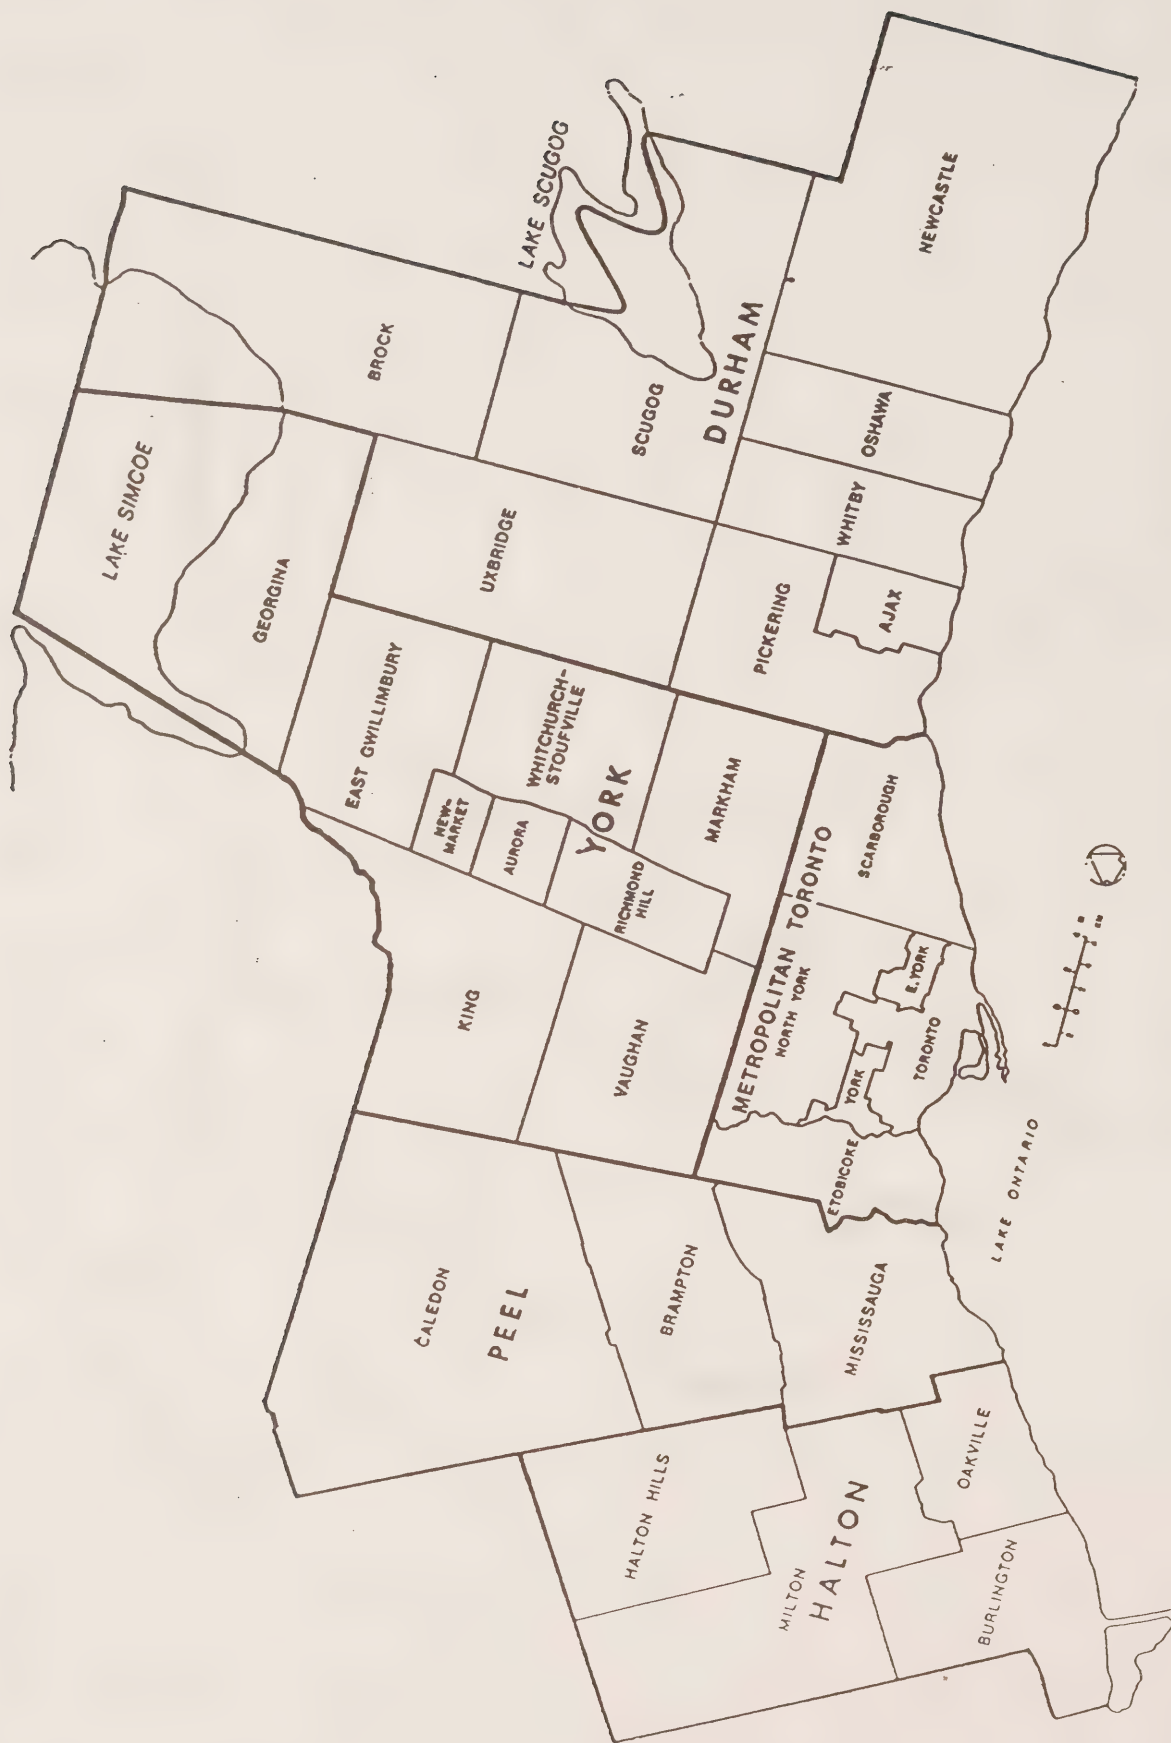 LAKE SCUGOG
NEWCASTLE
BROCK
LAKE SIMCOE
SCUGOG
DURHAM
OSHAWA
WHITBY
UXBRIDGE
GEORGINA
PICKERING
AJAX
EAST GWILLIMBURY
WHITCHURCH-
STOUFVILLE
YORK
NEW-
MARKET
AURORA
MARKHAM
RICHMOND
HILL
SCARBOROUGH
KING
VAUGHAN
METROPOLITAN TORONTO
NORTH YORK
E.YORK
TORONTO
YORK
ETOBICOKE
LAKE ONTARIO
CALEDON
PEEL
BRAMPTON
MISSISSAUGA
HALTON HILLS
MILTON
HALTON
OAKVILLE
BURLINGTON